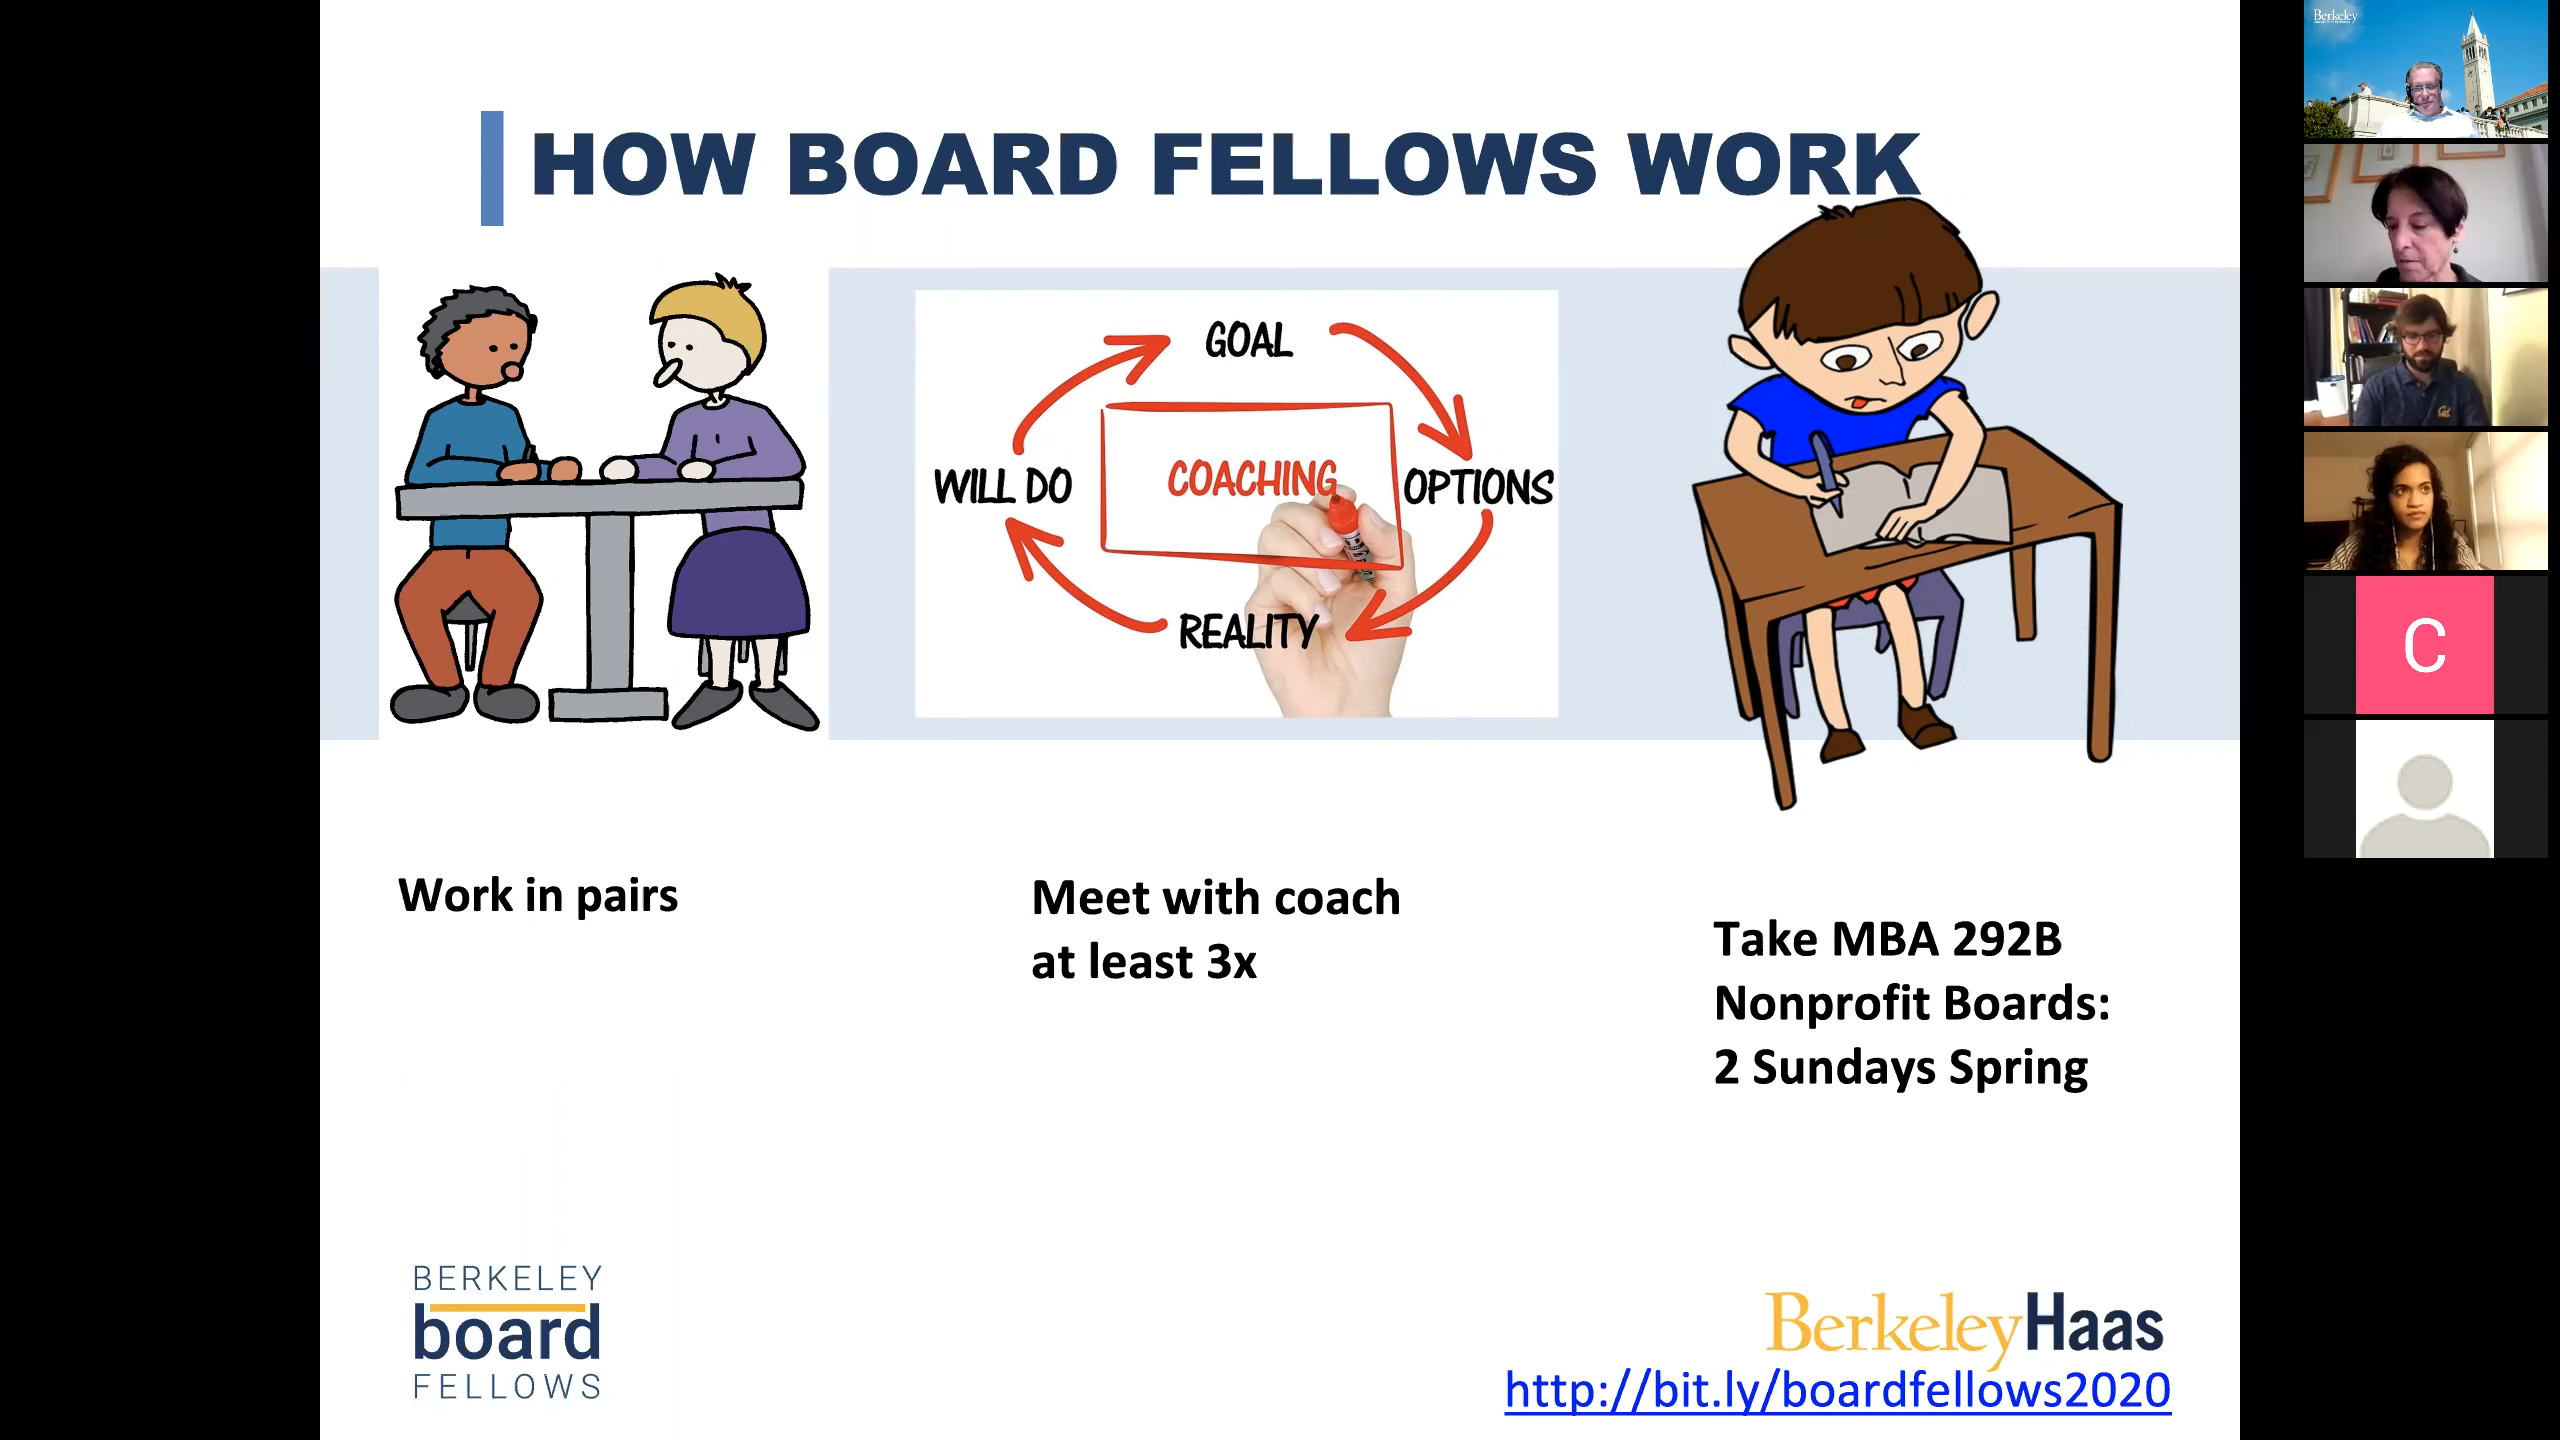 HOW BOARD FELLOWS WORK
GOAL
WILL DO
COACHING
OPTIONS
REALITY
Work in pairs
Meet with coach
at least 3x
Take MBA 292B
Nonprofit Boards:
2 Sundays Spring
BERKELEY
board
FELLOWS
BerkeleyHaas
http://bit.ly/boardfellows2020
Berkeley
Cal
C